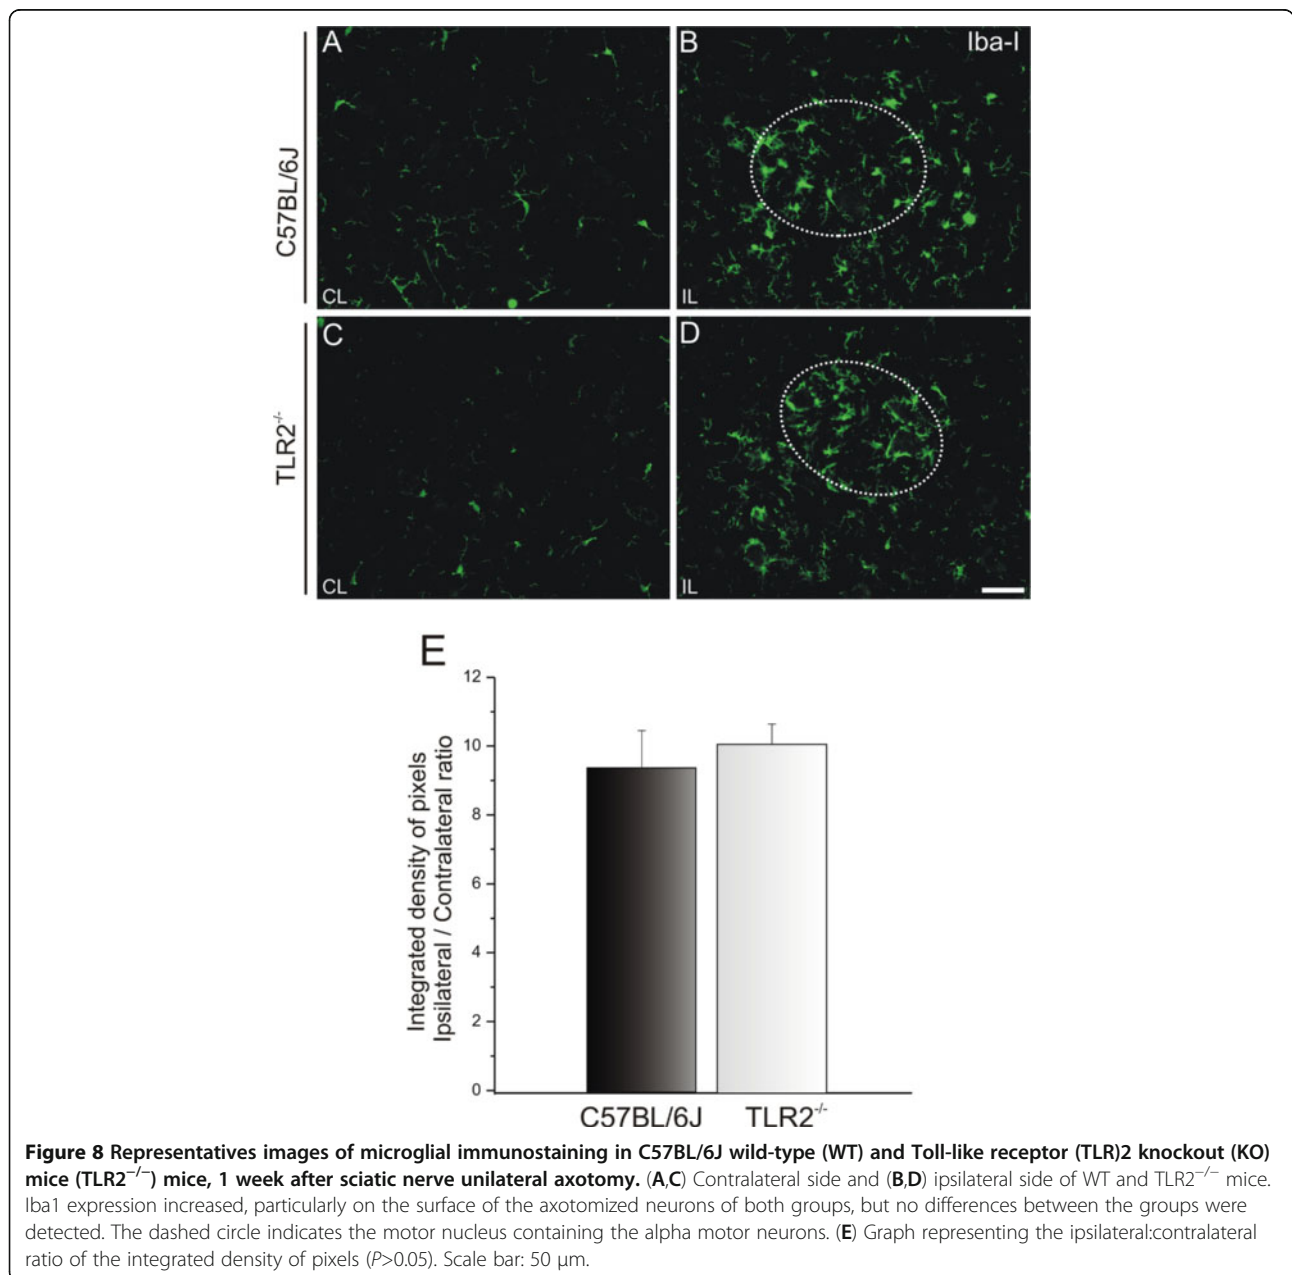 A
B
Iba-I
C57BL/6J
CL
IL
C
D
TLR2-/-
CL
IL
E
12
10
8
6
4
2
0
Integrated density of pixels
Ipsilateral / Contralateral ratio
C57BL/6J
TLR2-/-
Figure 8 Representatives images of microglial immunostaining in C57BL/6J wild-type (WT) and Toll-like receptor (TLR)2 knockout (KO)
mice (TLR2−/−) mice, 1 week after sciatic nerve unilateral axotomy. (A,C) Contralateral side and (B,D) ipsilateral side of WT and TLR2−/− mice.
Iba1 expression increased, particularly on the surface of the axotomized neurons of both groups, but no differences between the groups were
detected. The dashed circle indicates the motor nucleus containing the alpha motor neurons. (E) Graph representing the ipsilateral:contralateral
ratio of the integrated density of pixels (P>0.05). Scale bar: 50 μm.